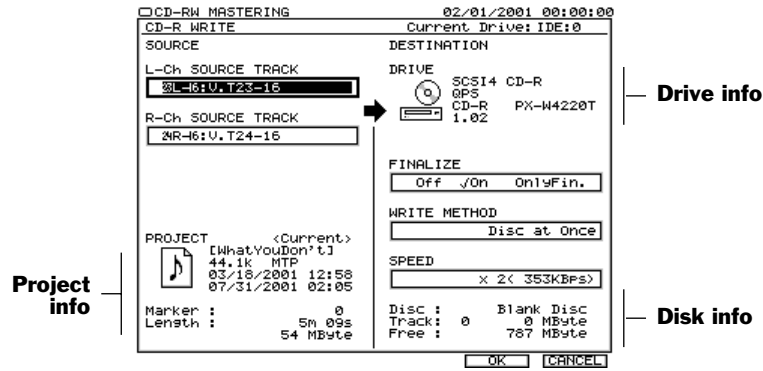 CD-RW MASTERING 02/01/2001 00:00:00
CD-R WRITE Current Drive:IDE:0
SOURCE
L-Ch SOURCE TRACK
23L-16:V.T23-16
R-Ch SOURCE TRACK
24R-16:V.T24-16
PROJECT <Current>
[WhatYouDon't]
44.1k MTP
03/18/2001 12:58
07/31/2001 02:05
Marker : 0
Length : 5m 09s
54 MByte
DESTINATION
DRIVE
SCSI4 CD-R
QPS
CD-R PX-W4220T
1.02
FINALIZE
Off √On OnlyFin.
WRITE METHOD
Disc at Once
SPEED
x 2( 353KBps)
Disc : Blank Disc
Track: 0 0 MByte
Free : 787 MByte
OK CANCEL
Project
info
Drive info
Disk info